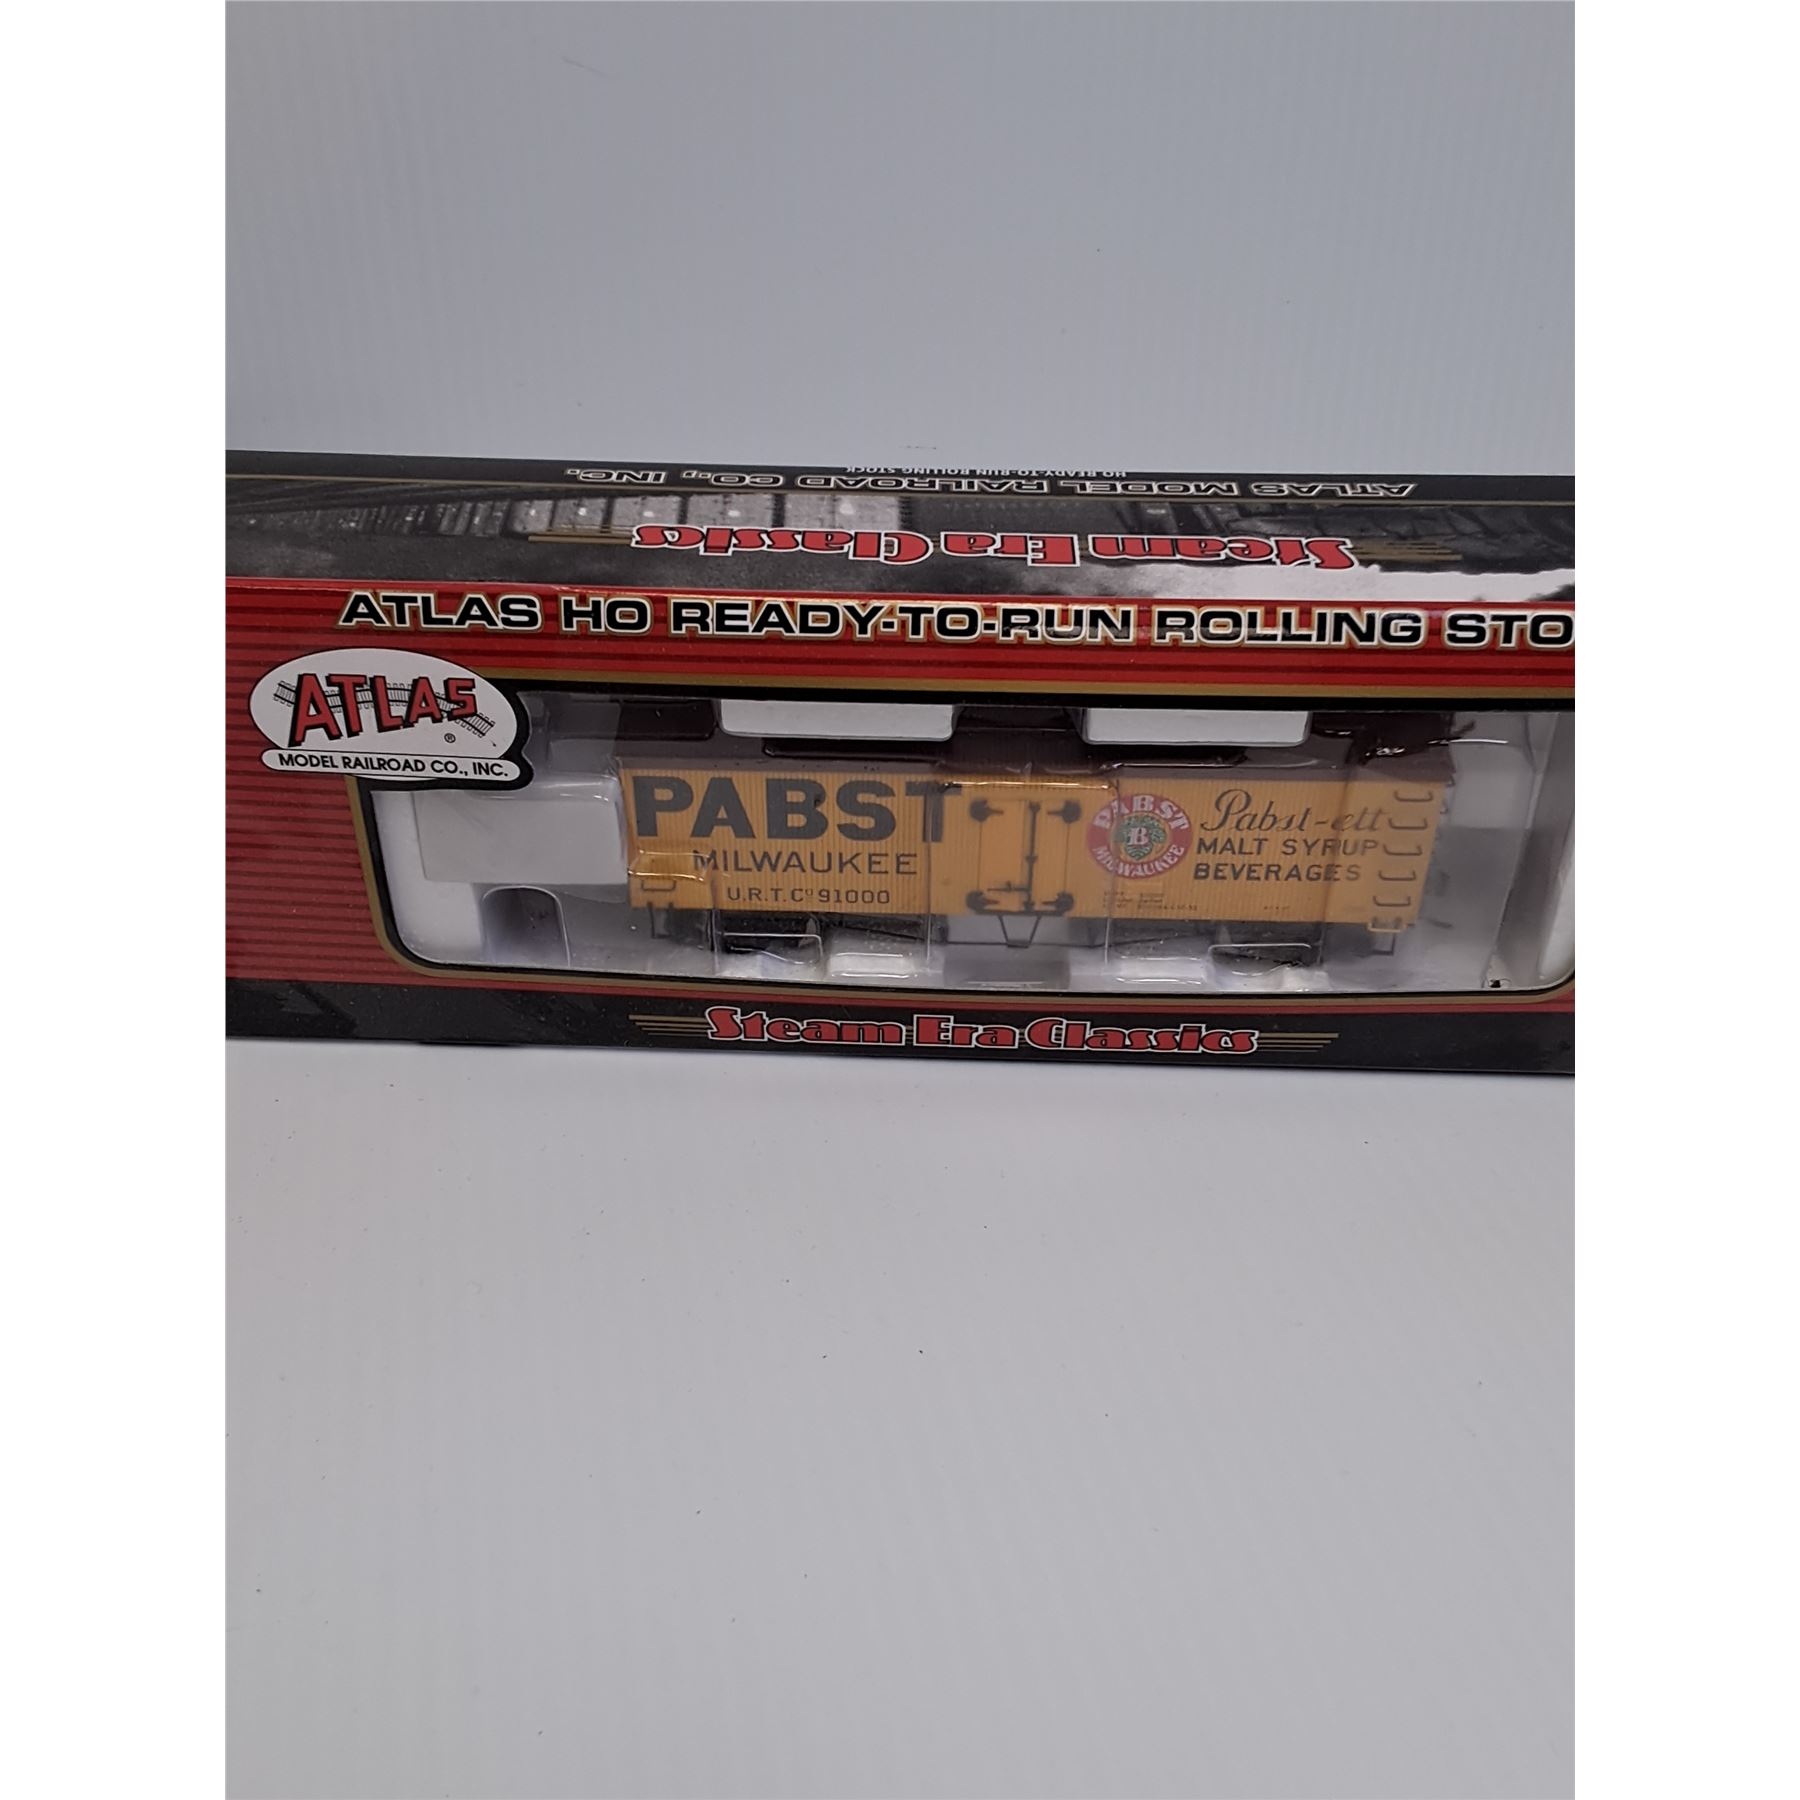 HO READY-TO-RUN ROLLING STOCK
ATLAS MODEL RAILROAD CO., INC.
Steam Era Classics
ATLAS HO READY-TO-RUN ROLLING STO
ATLAS
®
MODEL RAILROAD CO., INC.
PABST
MILWAUKEE
U.R.T.Co 91000
PABST
B
MILWAUKEE
Pabst-ett
MALT SYRUP
BEVERAGES
Steam Era Classics